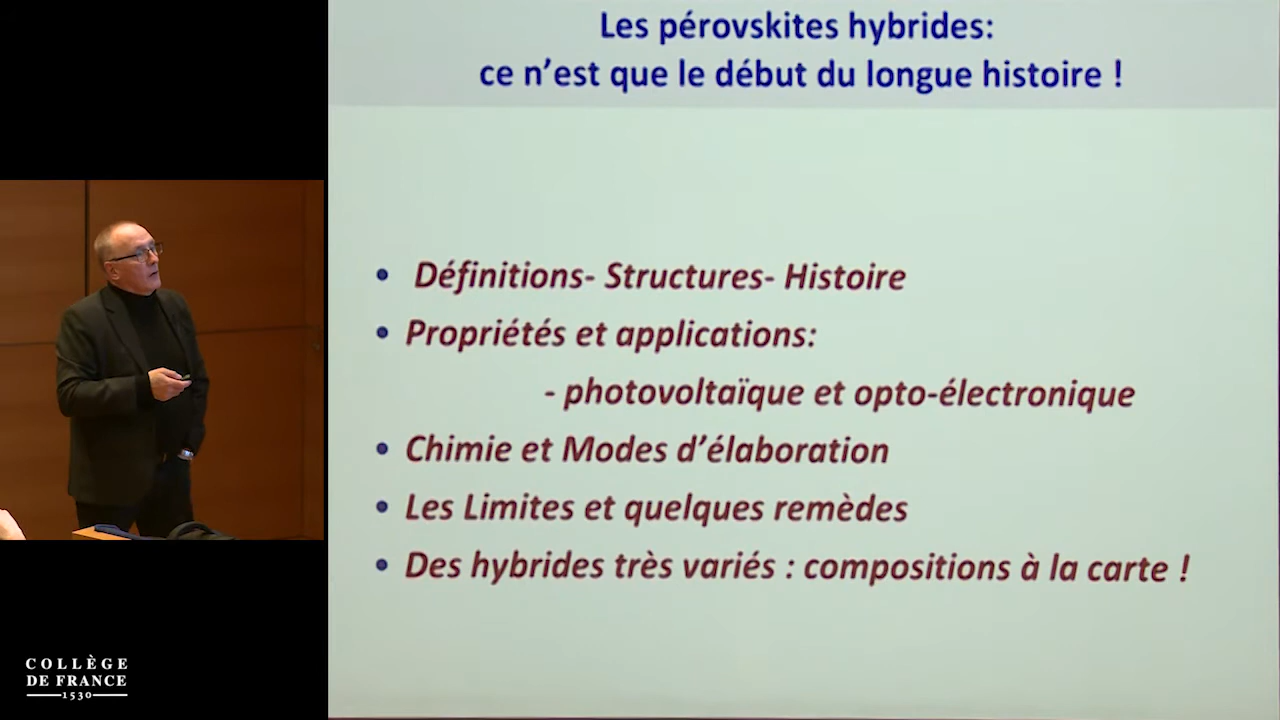 Les pérovskites hybrides:
ce n'est que le début du longue histoire !
• Définitions- Structures- Histoire
• Propriétés et applications:
- photovoltaïque et opto-électronique
• Chimie et Modes d'élaboration
• Les Limites et quelques remèdes
• Des hybrides très variés : compositions à la carte !
COLLÈGE
DE FRANCE
1530